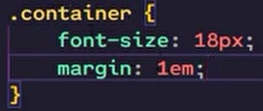 .container {
    font-size: 18px;
    margin: 1em;
}